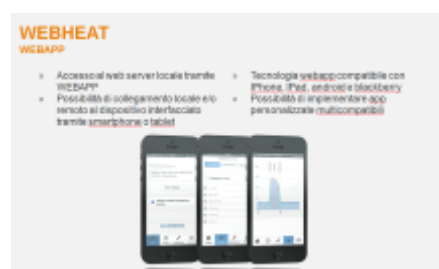 WEBHEAT
WEBAPP
» Accesso al web server locale tramite
WEBAPP
» Possibilità di collegamento locale e/o
remoto al dispositivo interfacciato
tramite smartphone o tablet
» Tecnologia webapp compatibile con
iPhone, iPad, android e blackberry
» Possibilità di implementare app
personalizzate multicompatibili